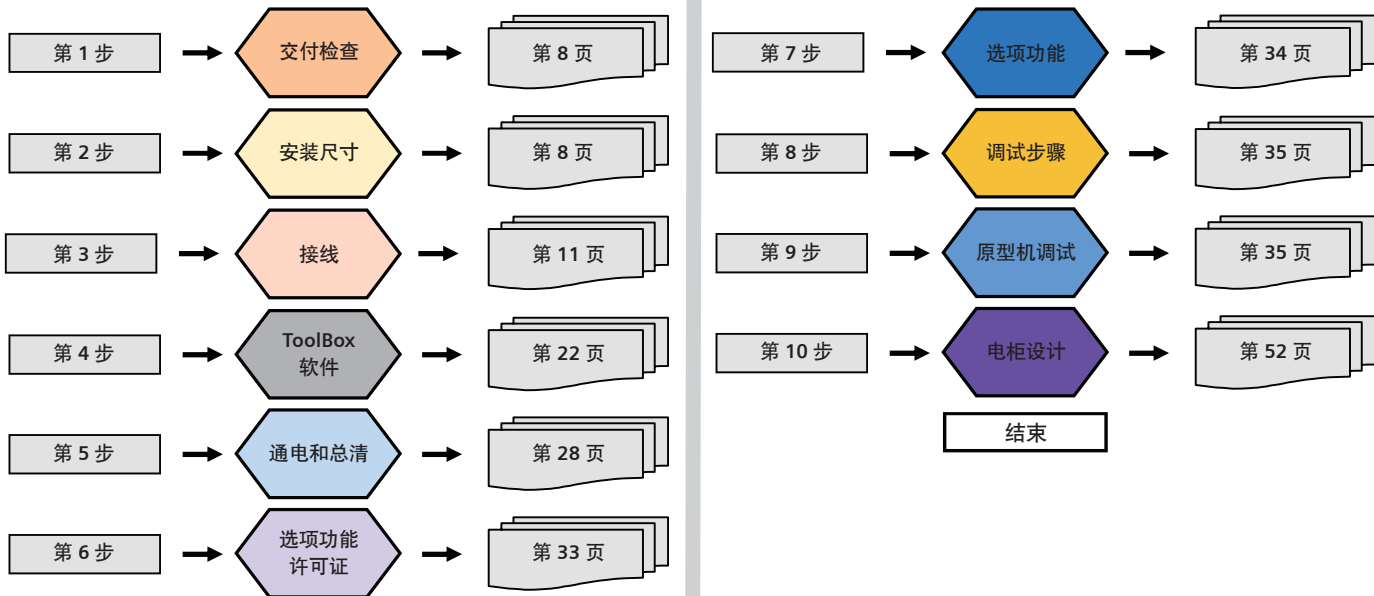 第 1 步
交付检查
第 8 页
第 2 步
安装尺寸
第 8 页
第 3 步
接线
第 11 页
第 4 步
ToolBox
软件
第 22 页
第 5 步
通电和总清
第 28 页
第 6 步
选项功能
许可证
第 33 页
第 7 步
选项功能
第 34 页
第 8 步
调试步骤
第 35 页
第 9 步
原型机调试
第 35 页
第 10 步
电柜设计
第 52 页
结束